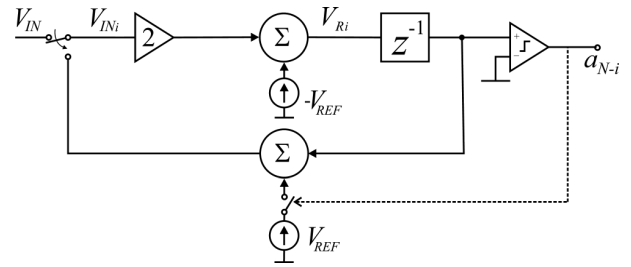 V_IN
V_INi
2
Σ
V_Ri
z^-1
+
-
a_N-i
-V_REF
Σ
V_REF